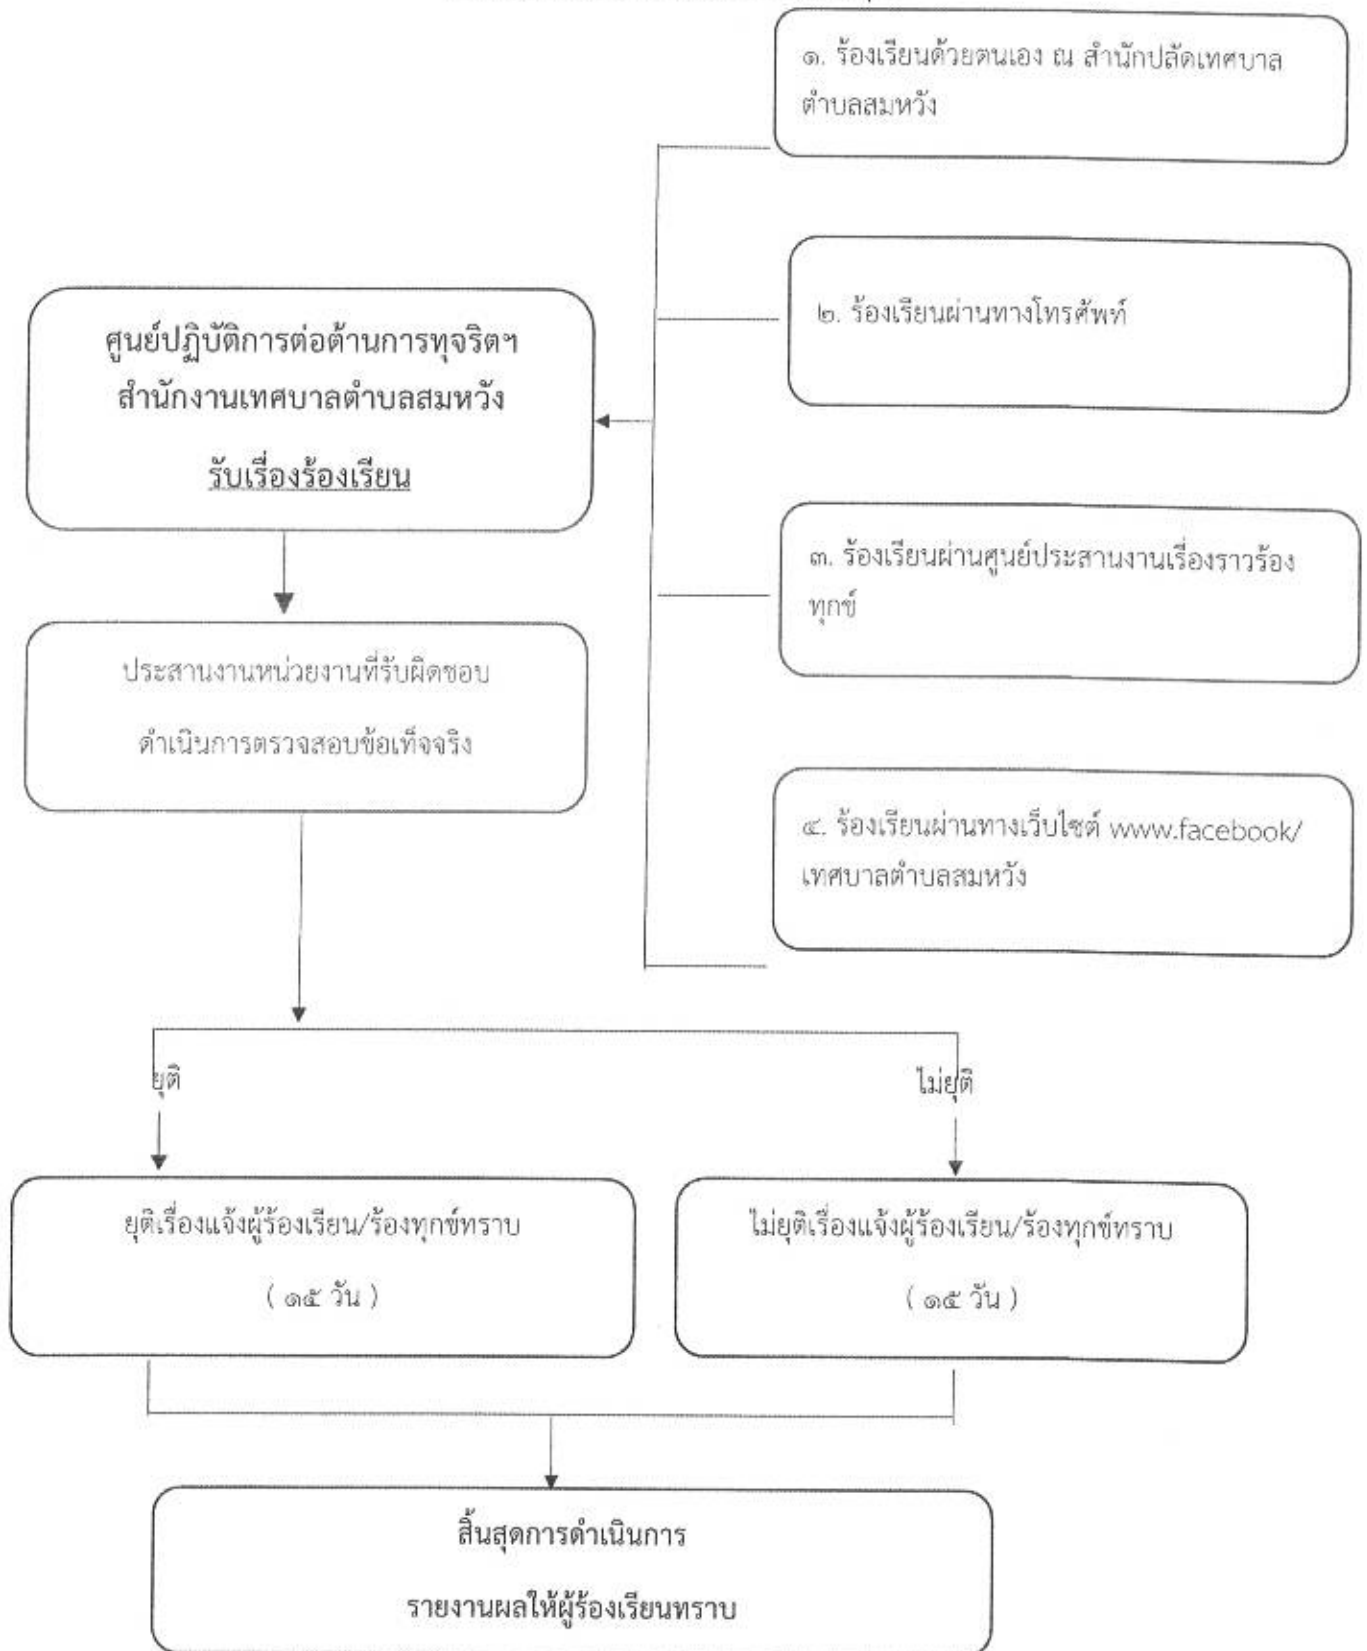 ๑. ร้องเรียนด้วยตนเอง ณ สำนักปลัดเทศบาล
ตำบลสมหวัง
๒. ร้องเรียนผ่านทางโทรศัพท์
ศูนย์ปฏิบัติการต่อต้านการทุจริตฯ
สำนักงานเทศบาลตำบลสมหวัง
รับเรื่องร้องเรียน
๓. ร้องเรียนผ่านศูนย์ประสานงานเรื่องราวร้อง
ทุกข์
ประสานงานหน่วยงานที่รับผิดชอบ
ดำเนินการตรวจสอบข้อเท็จจริง
๔. ร้องเรียนผ่านทางเว็บไซต์ www.facebook/
เทศบาลตำบลสมหวัง
ยุติ
ไม่ยุติ
ยุติเรื่องแจ้งผู้ร้องเรียน/ร้องทุกข์ทราบ
( ๑๕ วัน )
ไม่ยุติเรื่องแจ้งผู้ร้องเรียน/ร้องทุกข์ทราบ
( ๑๕ วัน )
สิ้นสุดการดำเนินการ
รายงานผลให้ผู้ร้องเรียนทราบ